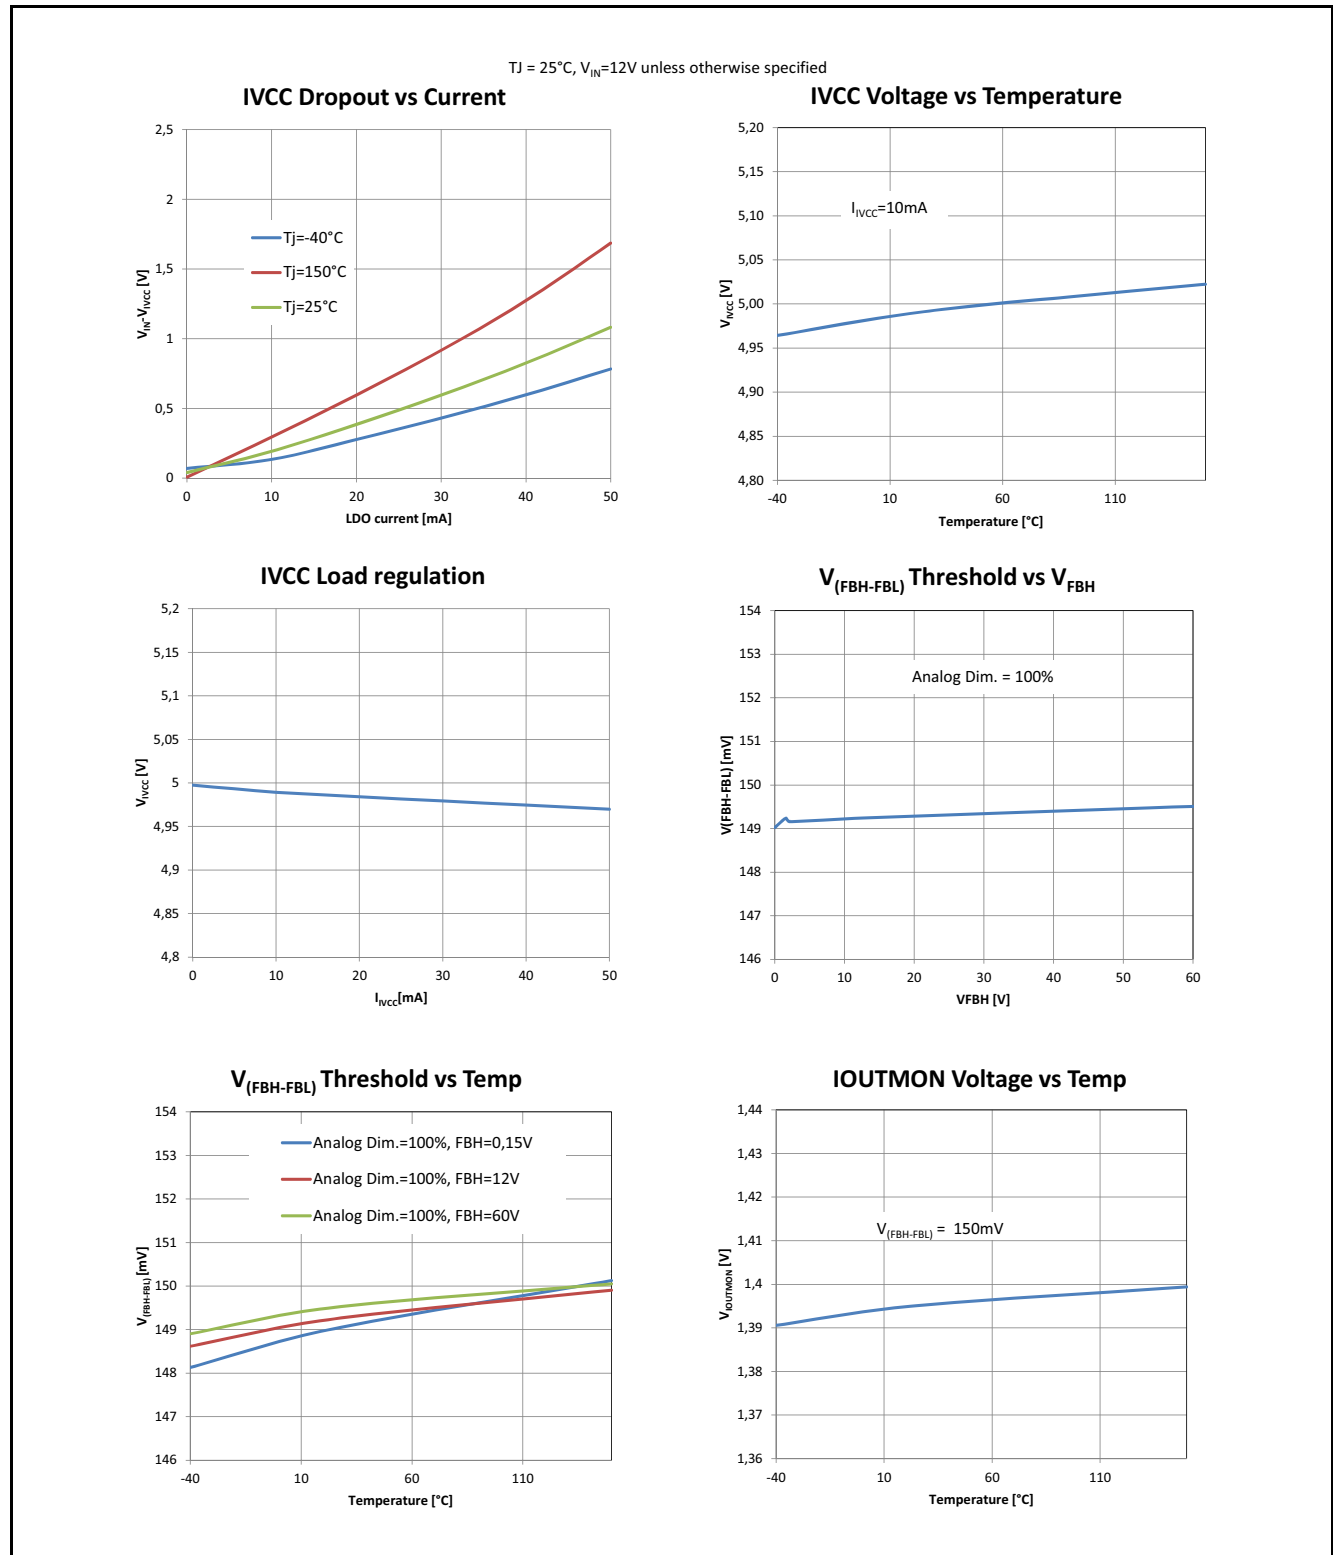 TJ = 25°C, VIN=12V unless otherwise specified
IVCC Dropout vs Current
2,5
2
1,5
1
0,5
0
VIN-VIVCC [V]
Tj=-40°C
Tj=150°C
Tj=25°C
0 10 20 30 40 50
LDO current [mA]
IVCC Voltage vs Temperature
5,20
5,15
5,10
5,05
5,00
4,95
4,90
4,85
4,80
VIVCC [V]
IIVCC=10mA
-40 10 60 110
Temperature [°C]
IVCC Load regulation
5,2
5,15
5,1
5,05
5
4,95
4,9
4,85
4,8
VIVCC [V]
0 10 20 30 40 50
IIVCC[mA]
V(FBH-FBL) Threshold vs VFBH
154
153
152
151
150
149
148
147
146
V(FBH-FBL) [mV]
Analog Dim. = 100%
0 10 20 30 40 50 60
VFBH [V]
V(FBH-FBL) Threshold vs Temp
154
153
152
151
150
149
148
147
146
V(FBH-FBL) [mV]
Analog Dim.=100%, FBH=0,15V
Analog Dim.=100%, FBH=12V
Analog Dim.=100%, FBH=60V
-40 10 60 110
Temperature [°C]
IOUTMON Voltage vs Temp
1,44
1,43
1,42
1,41
1,4
1,39
1,38
1,37
1,36
VIOUTMON [V]
V(FBH-FBL) = 150mV
-40 10 60 110
Temperature [°C]